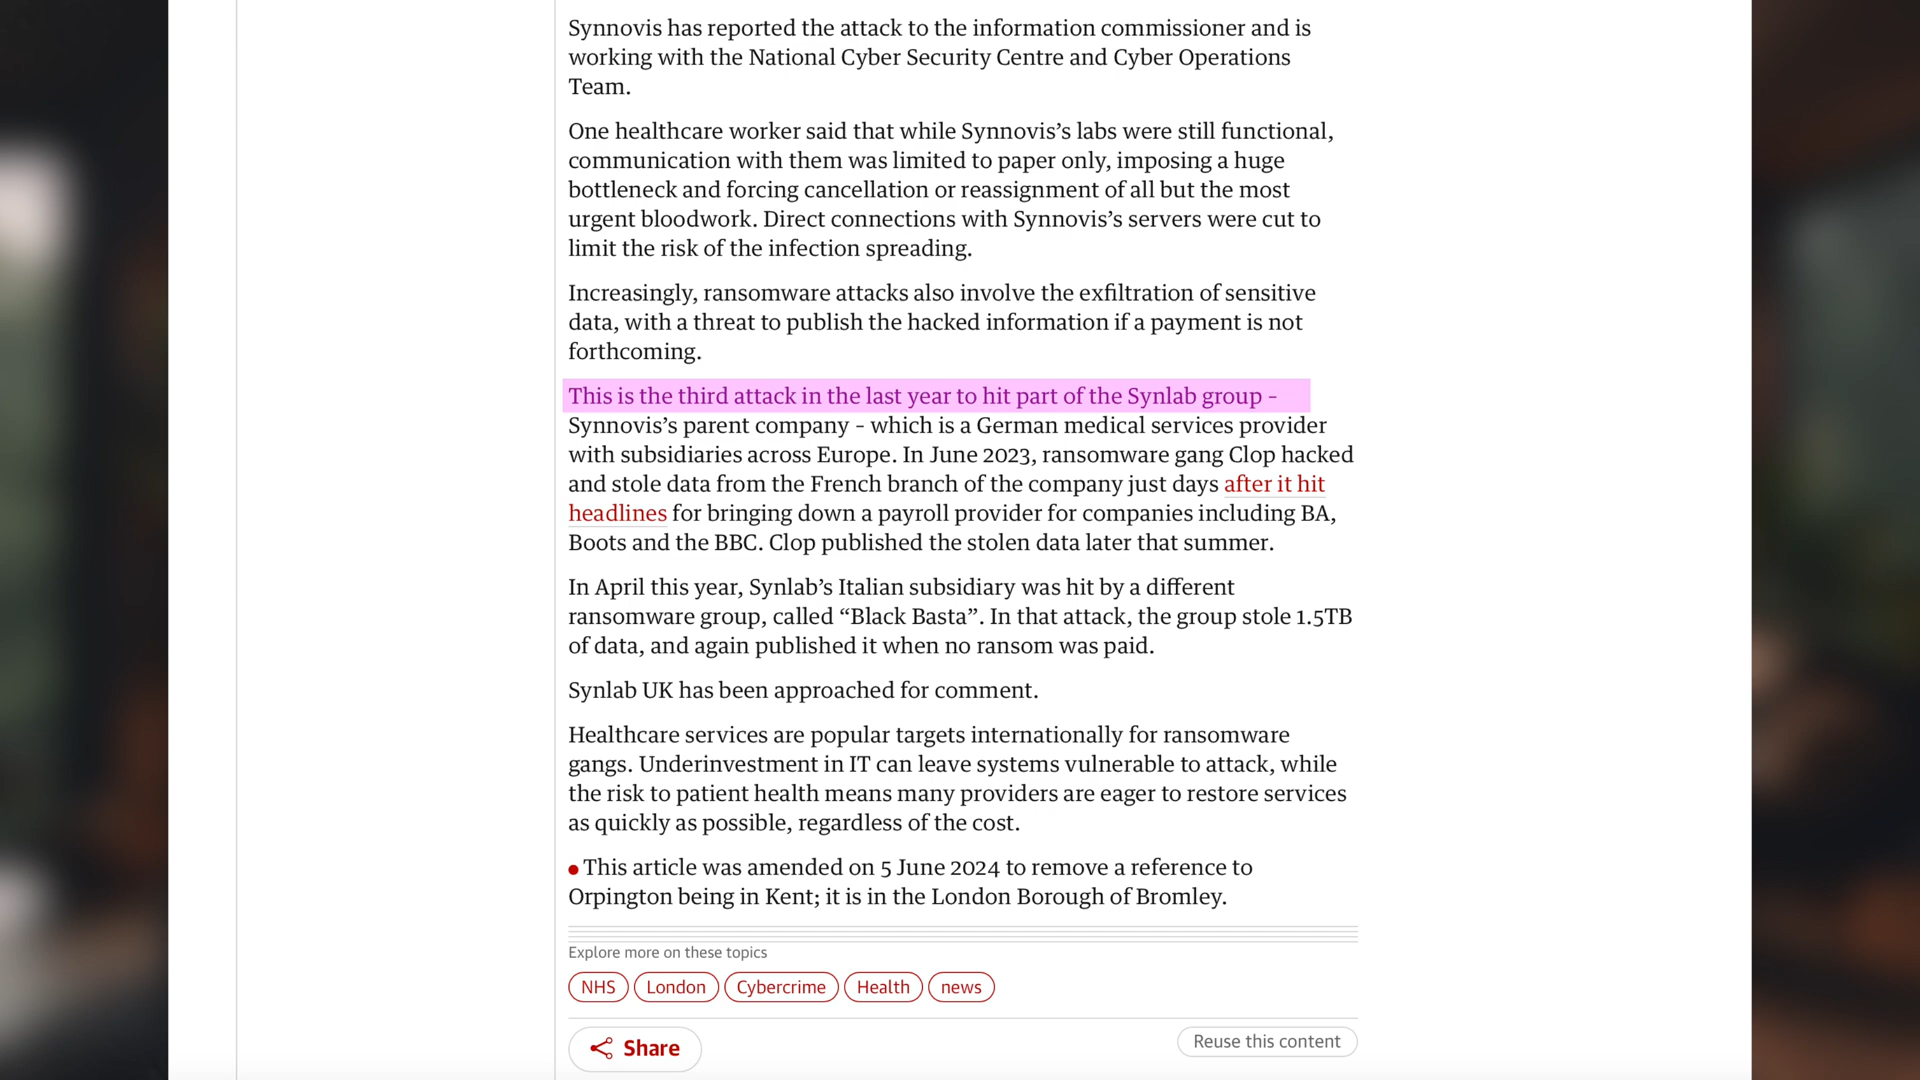 Synnovis has reported the attack to the information commissioner and is
working with the National Cyber Security Centre and Cyber Operations
Team.
One healthcare worker said that while Synnovis’s labs were still functional,
communication with them was limited to paper only, imposing a huge
bottleneck and forcing cancellation or reassignment of all but the most
urgent bloodwork. Direct connections with Synnovis’s servers were cut to
limit the risk of the infection spreading.
Increasingly, ransomware attacks also involve the exfiltration of sensitive
data, with a threat to publish the hacked information if a payment is not
forthcoming.
This is the third attack in the last year to hit part of the Synlab group –
Synnovis’s parent company – which is a German medical services provider
with subsidiaries across Europe. In June 2023, ransomware gang Clop hacked
and stole data from the French branch of the company just days after it hit
headlines for bringing down a payroll provider for companies including BA,
Boots and the BBC. Clop published the stolen data later that summer.
In April this year, Synlab’s Italian subsidiary was hit by a different
ransomware group, called “Black Basta”. In that attack, the group stole 1.5TB
of data, and again published it when no ransom was paid.
Synlab UK has been approached for comment.
Healthcare services are popular targets internationally for ransomware
gangs. Underinvestment in IT can leave systems vulnerable to attack, while
the risk to patient health means many providers are eager to restore services
as quickly as possible, regardless of the cost.
● This article was amended on 5 June 2024 to remove a reference to
Orpington being in Kent; it is in the London Borough of Bromley.
Explore more on these topics
NHS London Cybercrime Health news
Share Reuse this content